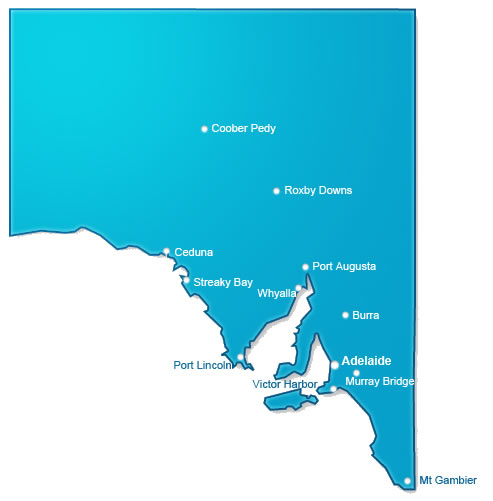 Coober Pedy
Roxby Downs
Ceduna
Port Augusta
Streaky Bay
Whyalla
Burra
Adelaide
Port Lincoln
Murray Bridge
Victor Harbor
Mt Gambier